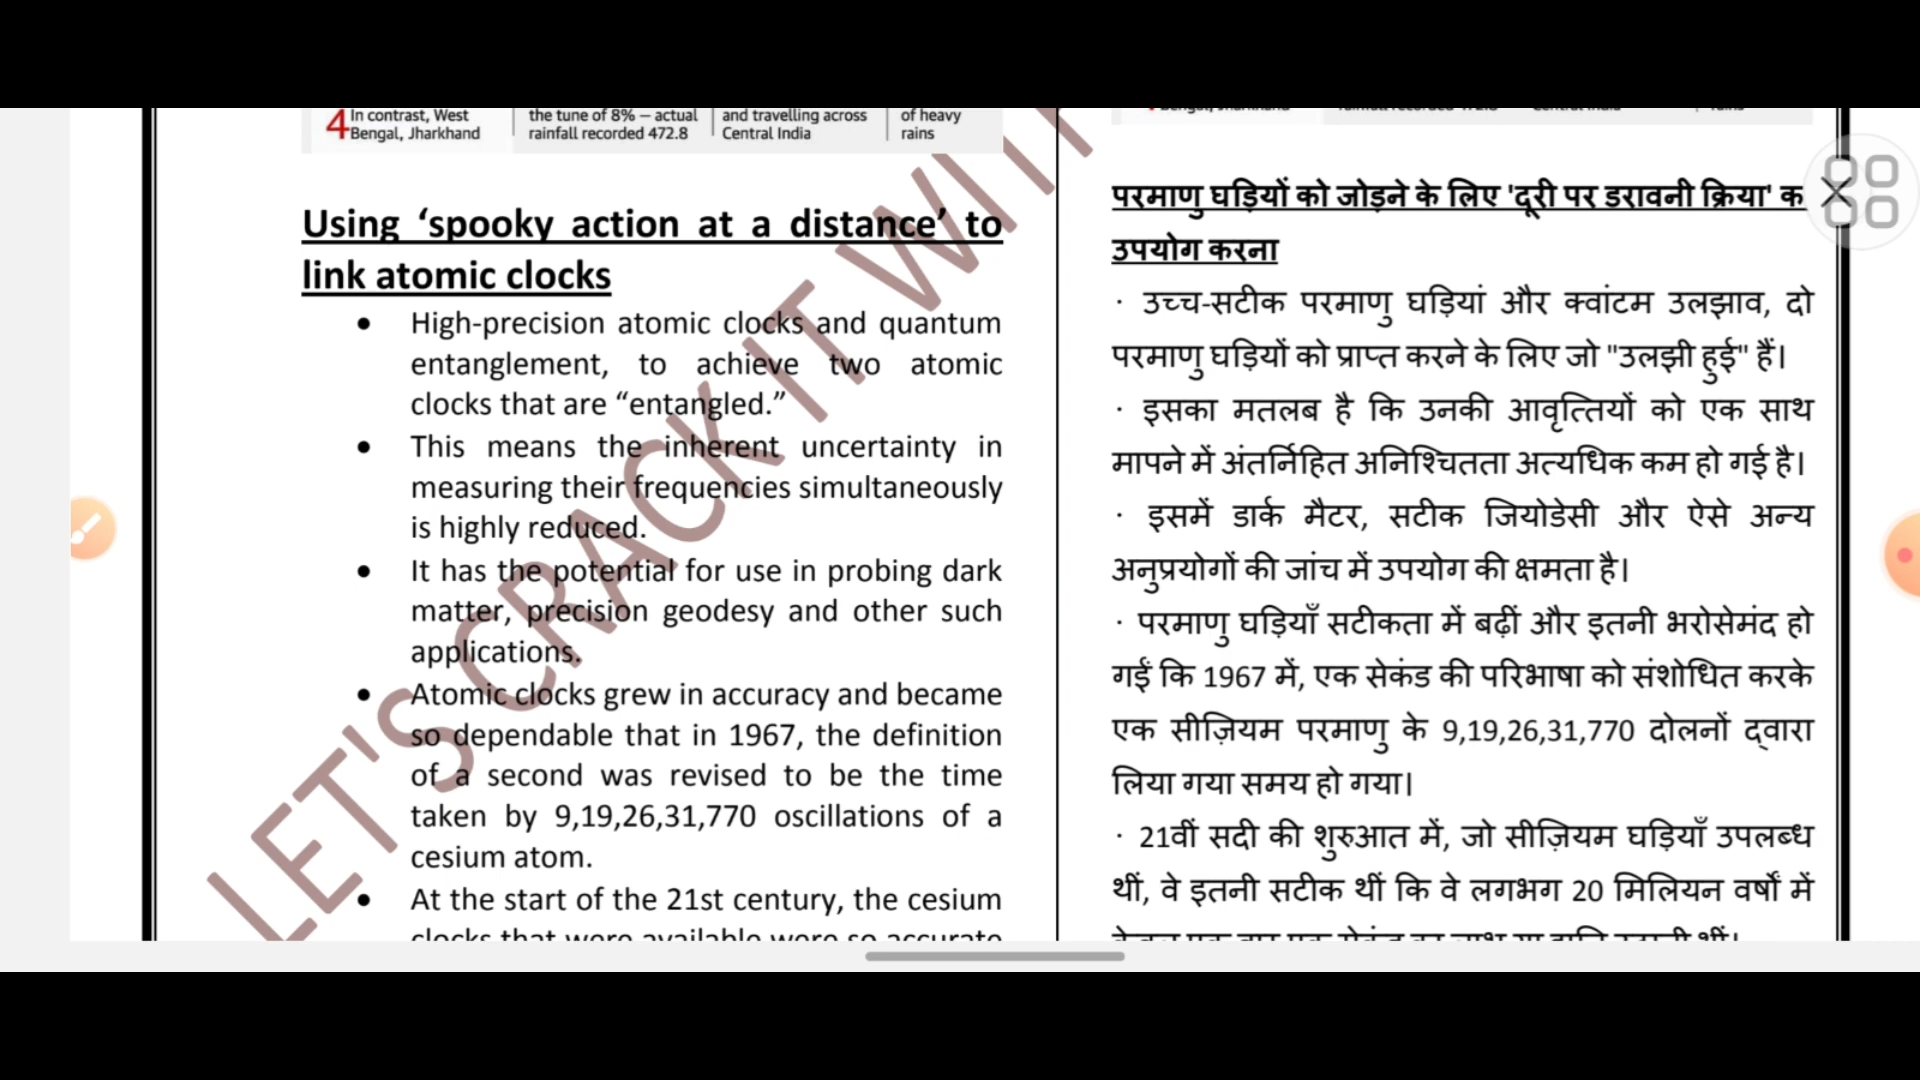 4 In contrast, West
Bengal, Jharkhand
the tune of 8% — actual
rainfall recorded 472.8
and travelling across
Central India
of heavy
rains
Using ‘spooky action at a distance’ to
link atomic clocks
• High-precision atomic clocks and quantum
entanglement, to achieve two atomic
clocks that are “entangled.”
• This means the inherent uncertainty in
measuring their frequencies simultaneously
is highly reduced.
• It has the potential for use in probing dark
matter, precision geodesy and other such
applications.
• Atomic clocks grew in accuracy and became
so dependable that in 1967, the definition
of a second was revised to be the time
taken by 9,19,26,31,770 oscillations of a
cesium atom.
• At the start of the 21st century, the cesium
clocks that were available were so accurate
परमाणु घड़ियों को जोड़ने के लिए 'दूरी पर डरावनी क्रिया' क
उपयोग करना
· उच्च-सटीक परमाणु घड़ियां और क्वांटम उलझाव, दो
परमाणु घड़ियों को प्राप्त करने के लिए जो "उलझी हुई" हैं।
· इसका मतलब है कि उनकी आवृत्तियों को एक साथ
मापने में अंतर्निहित अनिश्चितता अत्यधिक कम हो गई है।
· इसमें डार्क मैटर, सटीक जियोडेसी और ऐसे अन्य
अनुप्रयोगों की जांच में उपयोग की क्षमता है।
· परमाणु घड़ियाँ सटीकता में बढ़ीं और इतनी भरोसेमंद हो
गईं कि 1967 में, एक सेकंड की परिभाषा को संशोधित करके
एक सीज़ियम परमाणु के 9,19,26,31,770 दोलनों द्वारा
लिया गया समय हो गया।
· 21वीं सदी की शुरुआत में, जो सीज़ियम घड़ियाँ उपलब्ध
थीं, वे इतनी सटीक थीं कि वे लगभग 20 मिलियन वर्षों में
LET'S CRACK IT WIT